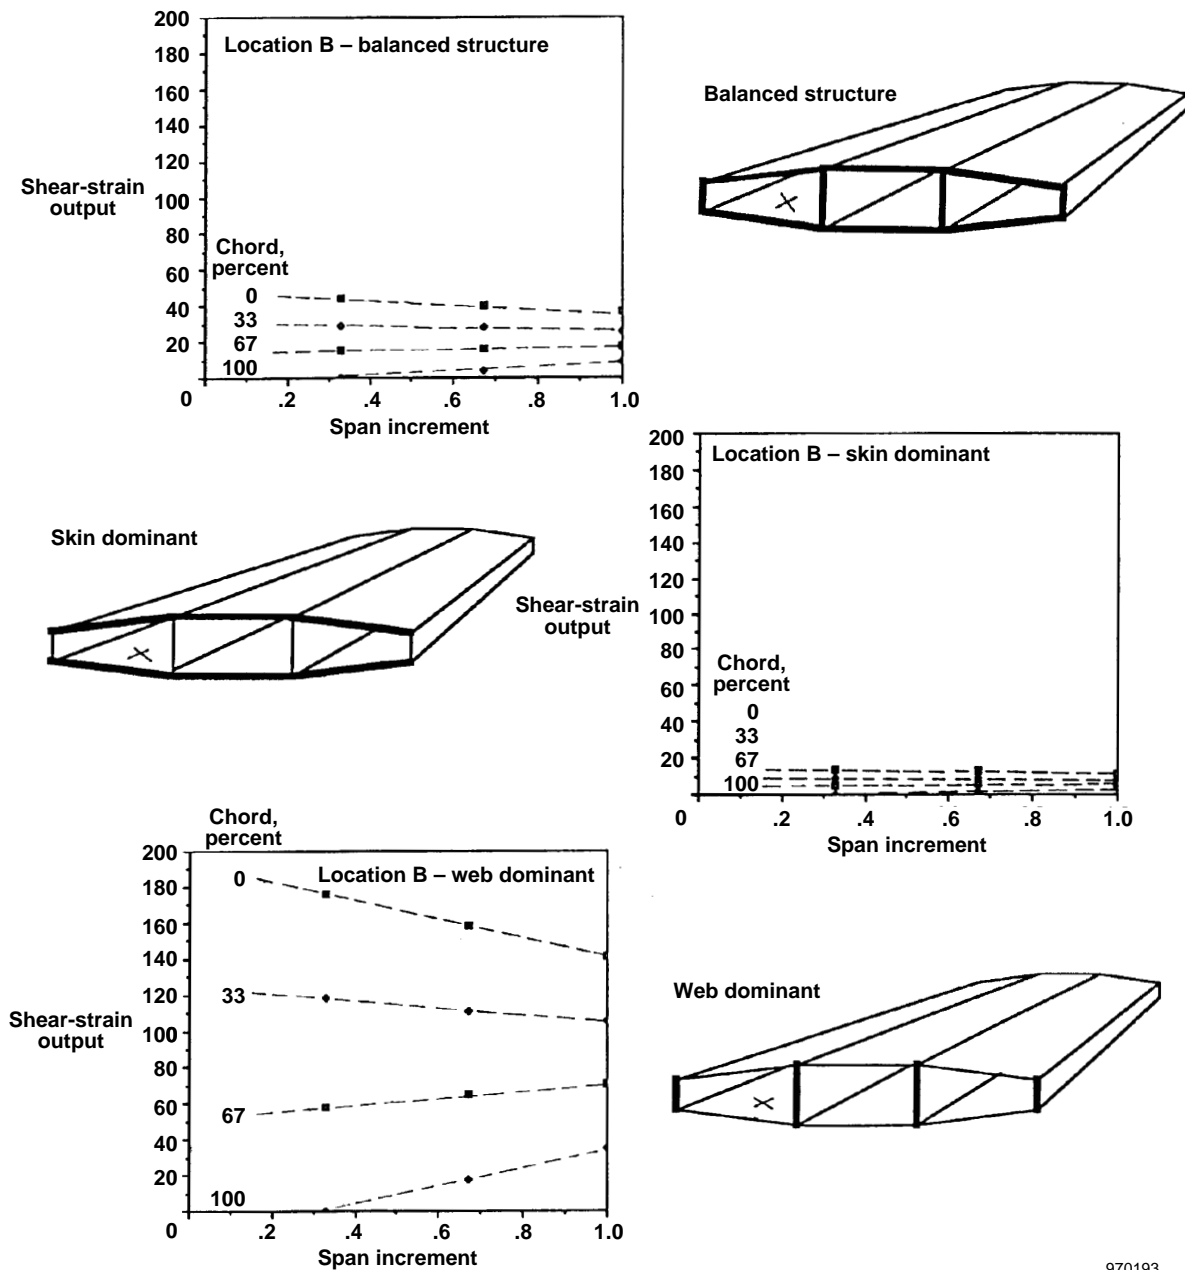 200
180
160
140
120
100
80
60
40
20
0
Location B – balanced structure
Shear-strain
output
Chord,
percent
0
33
67
100
.2 .4 .6 .8 1.0
Span increment
Balanced structure
Skin dominant
200
180
160
140
120
100
80
60
40
20
0
Location B – skin dominant
Shear-strain
output
Chord,
percent
0
33
67
100
.2 .4 .6 .8 1.0
Span increment
Chord,
percent
200
180
160
140
120
100
80
60
40
20
0
Location B – web dominant
0
33
67
100
Shear-strain
output
.2 .4 .6 .8 1.0
Span increment
Web dominant
970193